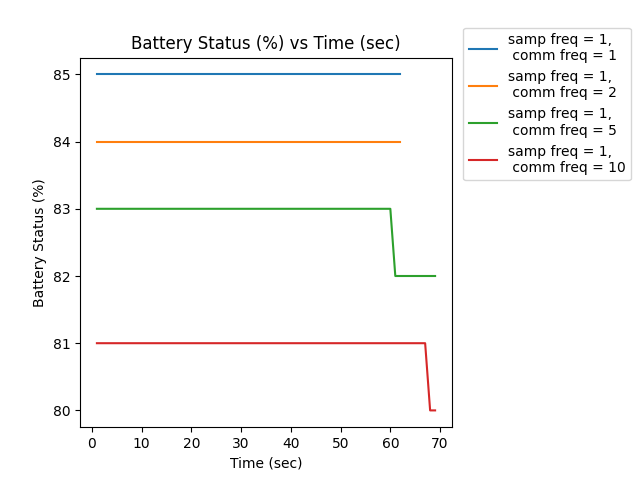 Battery Status (%) vs Time (sec)
samp freq = 1,
comm freq = 1
samp freq = 1,
comm freq = 2
samp freq = 1,
comm freq = 5
samp freq = 1,
comm freq = 10
Battery Status (%)
85
84
83
82
81
80
0 10 20 30 40 50 60 70
Time (sec)